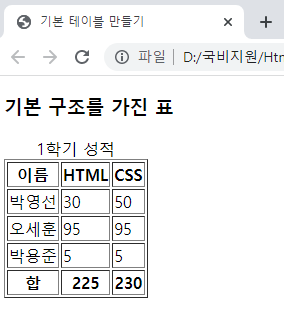 기본 테이블 만들기
파일 | D:/국비지원/Htm
기본 구조를 가진 표
1학기 성적
이름 HTML CSS
박영선 30 50
오세훈 95 95
박용준 5 5
합 225 230